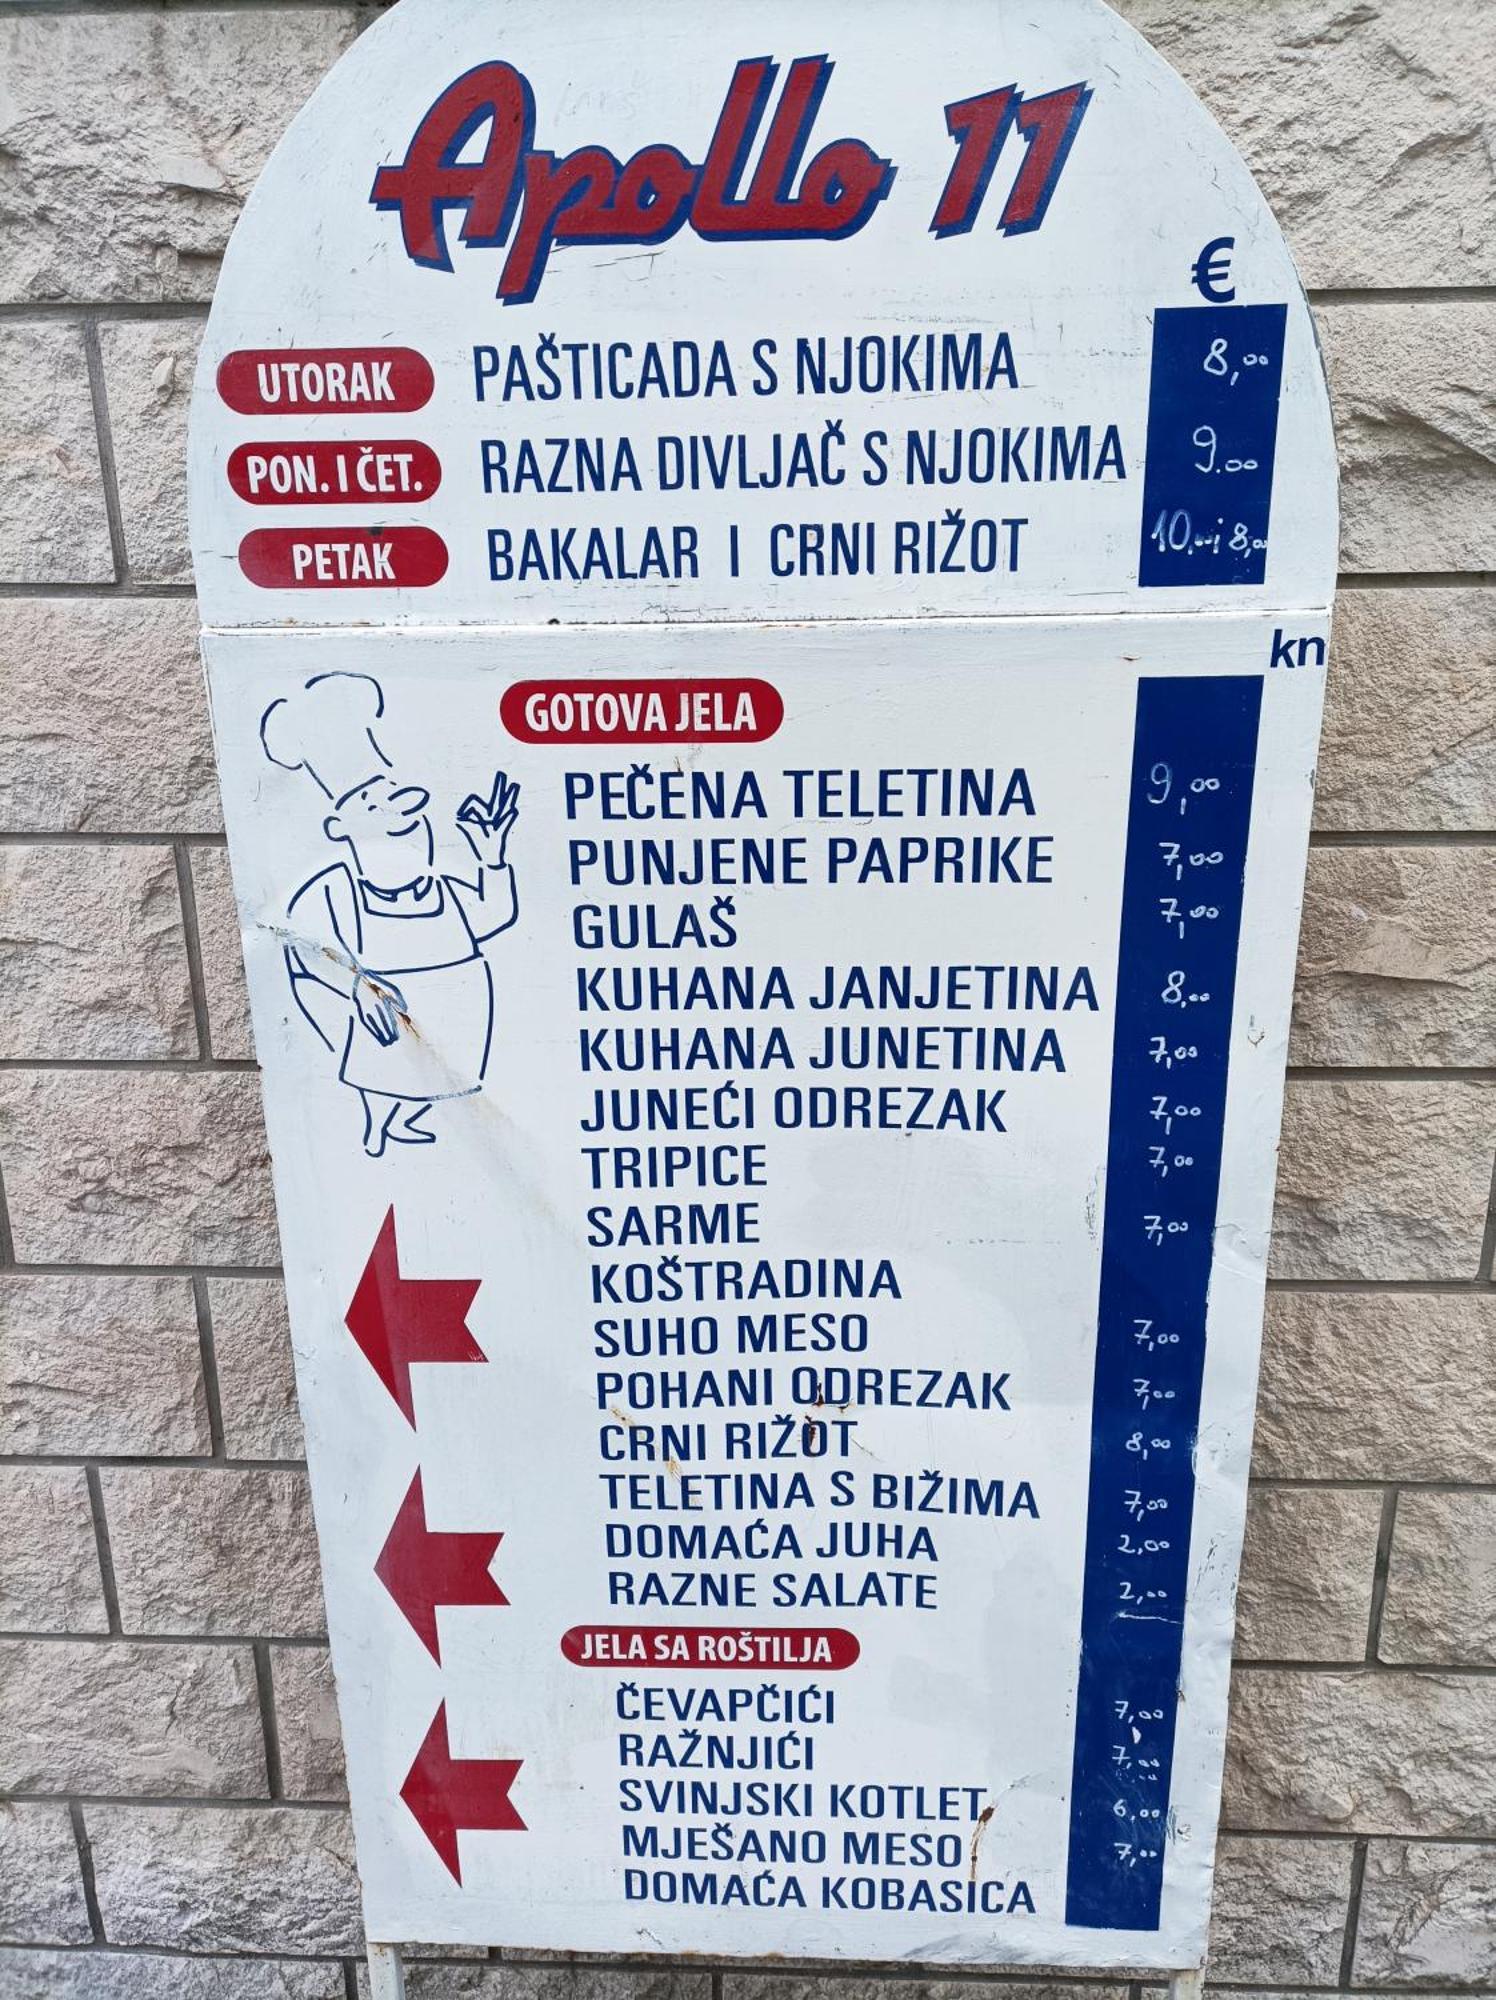 Apollo 11
€
UTORAK PAŠTICADA S NJOKIMA 8,00
PON. I ČET. RAZNA DIVLJAČ S NJOKIMA 9.00
PETAK BAKALAR I CRNI RIŽOT 10,00 i 8,00
kn
GOTOVA JELA
PEČENA TELETINA 9,00
PUNJENE PAPRIKE 7,00
GULAŠ 7,00
KUHANA JANJETINA 8,00
KUHANA JUNETINA 7,00
JUNEĆI ODREZAK 7,00
TRIPICE 7,00
SARME 7,00
KOŠTRADINA
SUHO MESO 7,00
POHANI ODREZAK 7,00
CRNI RIŽOT 8,00
TELETINA S BIŽIMA 7,00
DOMAĆA JUHA 2,00
RAZNE SALATE 2,00
JELA SA ROŠTILJA
ČEVAPČIĆI 7,00
RAŽNJIĆI 7,00
SVINJSKI KOTLET 6,00
MJEŠANO MESO 7,00
DOMAĆA KOBASICA